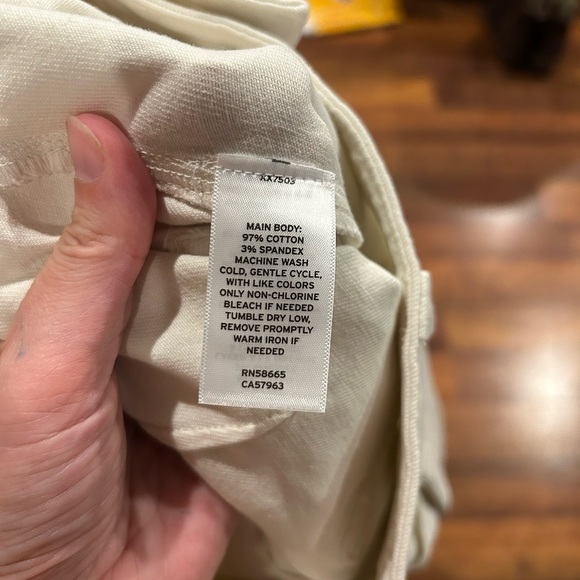 MAIN BODY:
97% COTTON
3% SPANDEX
MACHINE WASH
COLD, GENTLE CYCLE,
WITH LIKE COLORS
ONLY NON-CHLORINE
BLEACH IF NEEDED
TUMBLE DRY LOW,
REMOVE PROMPTLY
WARM IRON IF
NEEDED
RN58665
CA57963